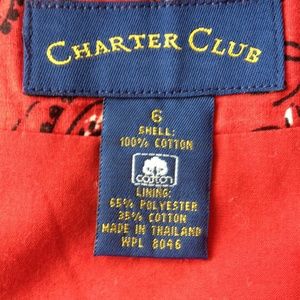 CHARTER CLUB
6
SHELL:
100% COTTON
cotton
LINING:
65% POLYESTER
35% COTTON
MADE IN THAILAND
WPL 8046